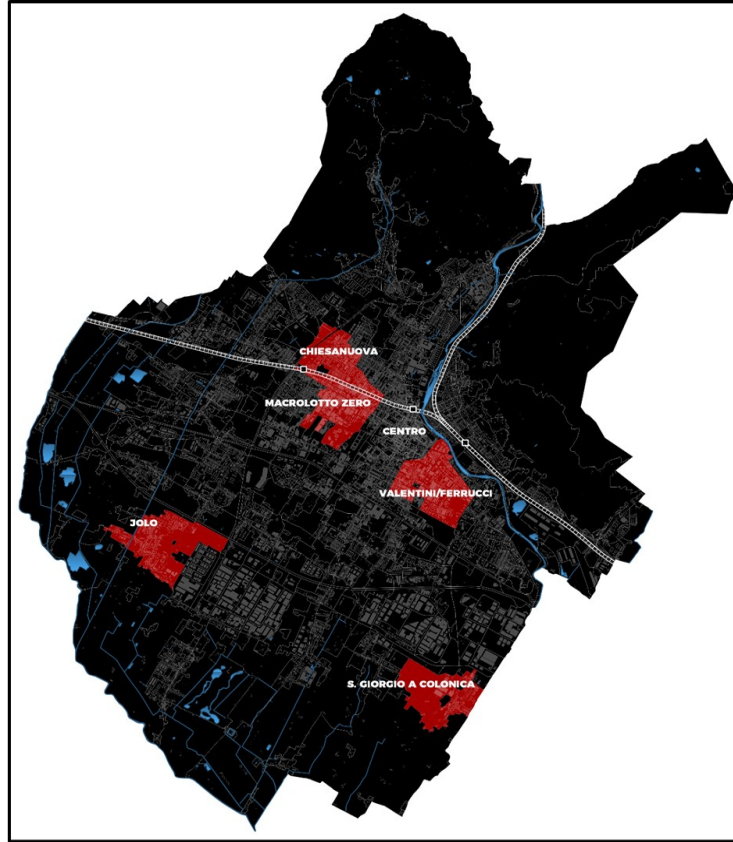 CHIESANUOVA
MACROLOTTO ZERO
CENTRO
VALENTINI/FERRUCCI
JOLO
S. GIORGIO A COLONICA